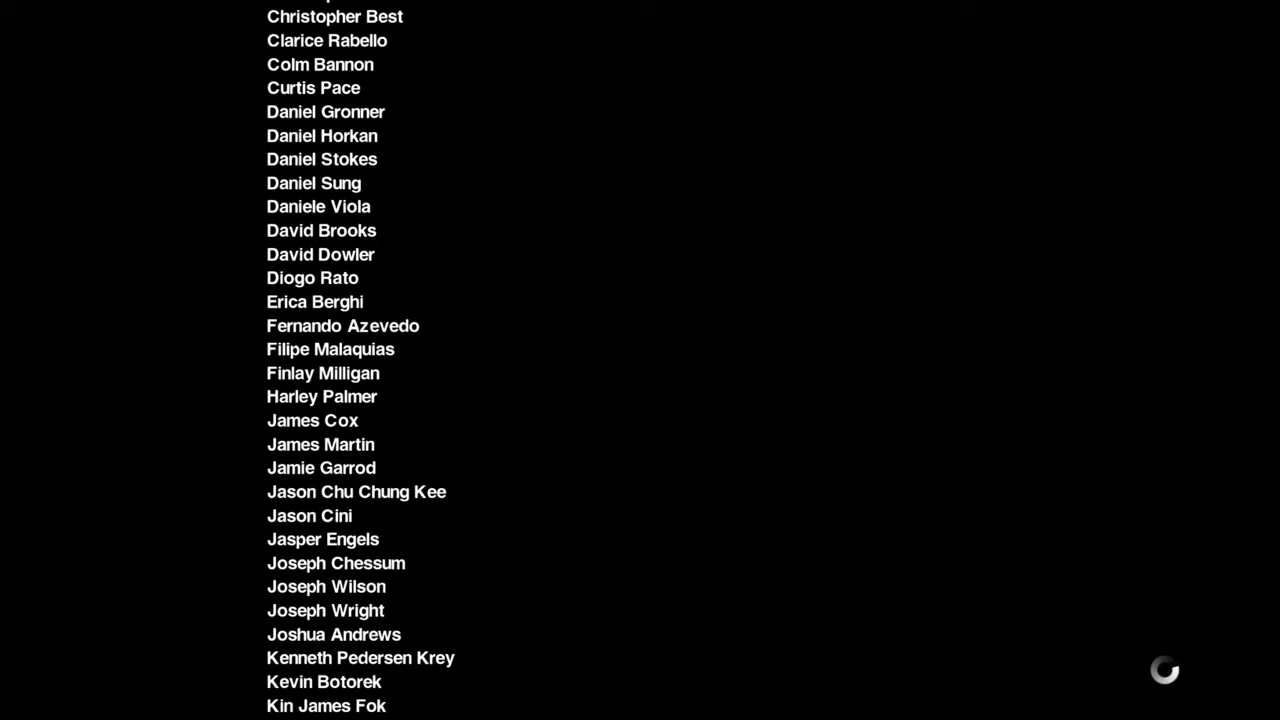 Christopher Best
Clarice Rabello
Colm Bannon
Curtis Pace
Daniel Gronner
Daniel Horkan
Daniel Stokes
Daniel Sung
Daniele Viola
David Brooks
David Dowler
Diogo Rato
Erica Berghi
Fernando Azevedo
Filipe Malaquias
Finlay Milligan
Harley Palmer
James Cox
James Martin
Jamie Garrod
Jason Chu Chung Kee
Jason Cini
Jasper Engels
Joseph Chessum
Joseph Wilson
Joseph Wright
Joshua Andrews
Kenneth Pedersen Krey
Kevin Botorek
Kin James Fok